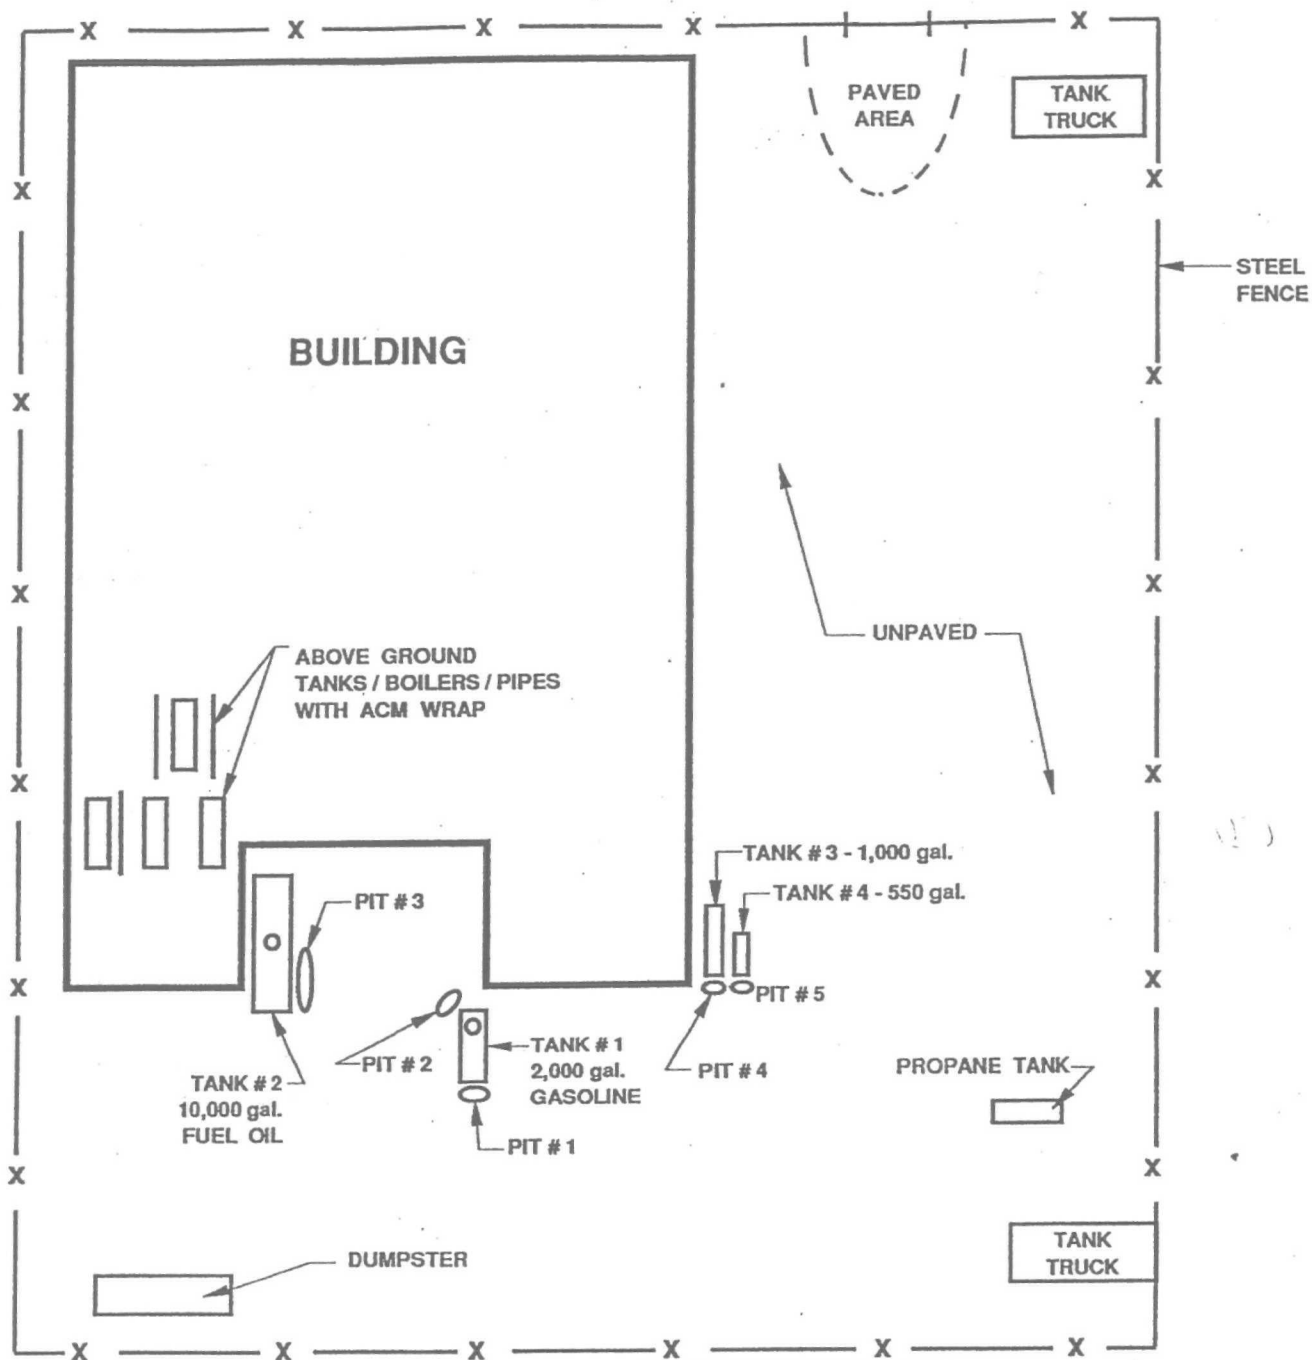 PAVED
AREA
TANK
TRUCK
STEEL
FENCE
BUILDING
UNPAVED
ABOVE GROUND
TANKS / BOILERS / PIPES
WITH ACM WRAP
TANK # 3 - 1,000 gal.
TANK # 4 - 550 gal.
PIT # 3
PIT # 5
PIT # 2
TANK # 1
2,000 gal.
GASOLINE
PIT # 4
PROPANE TANK
TANK # 2
10,000 gal.
FUEL OIL
PIT # 1
TANK
TRUCK
DUMPSTER